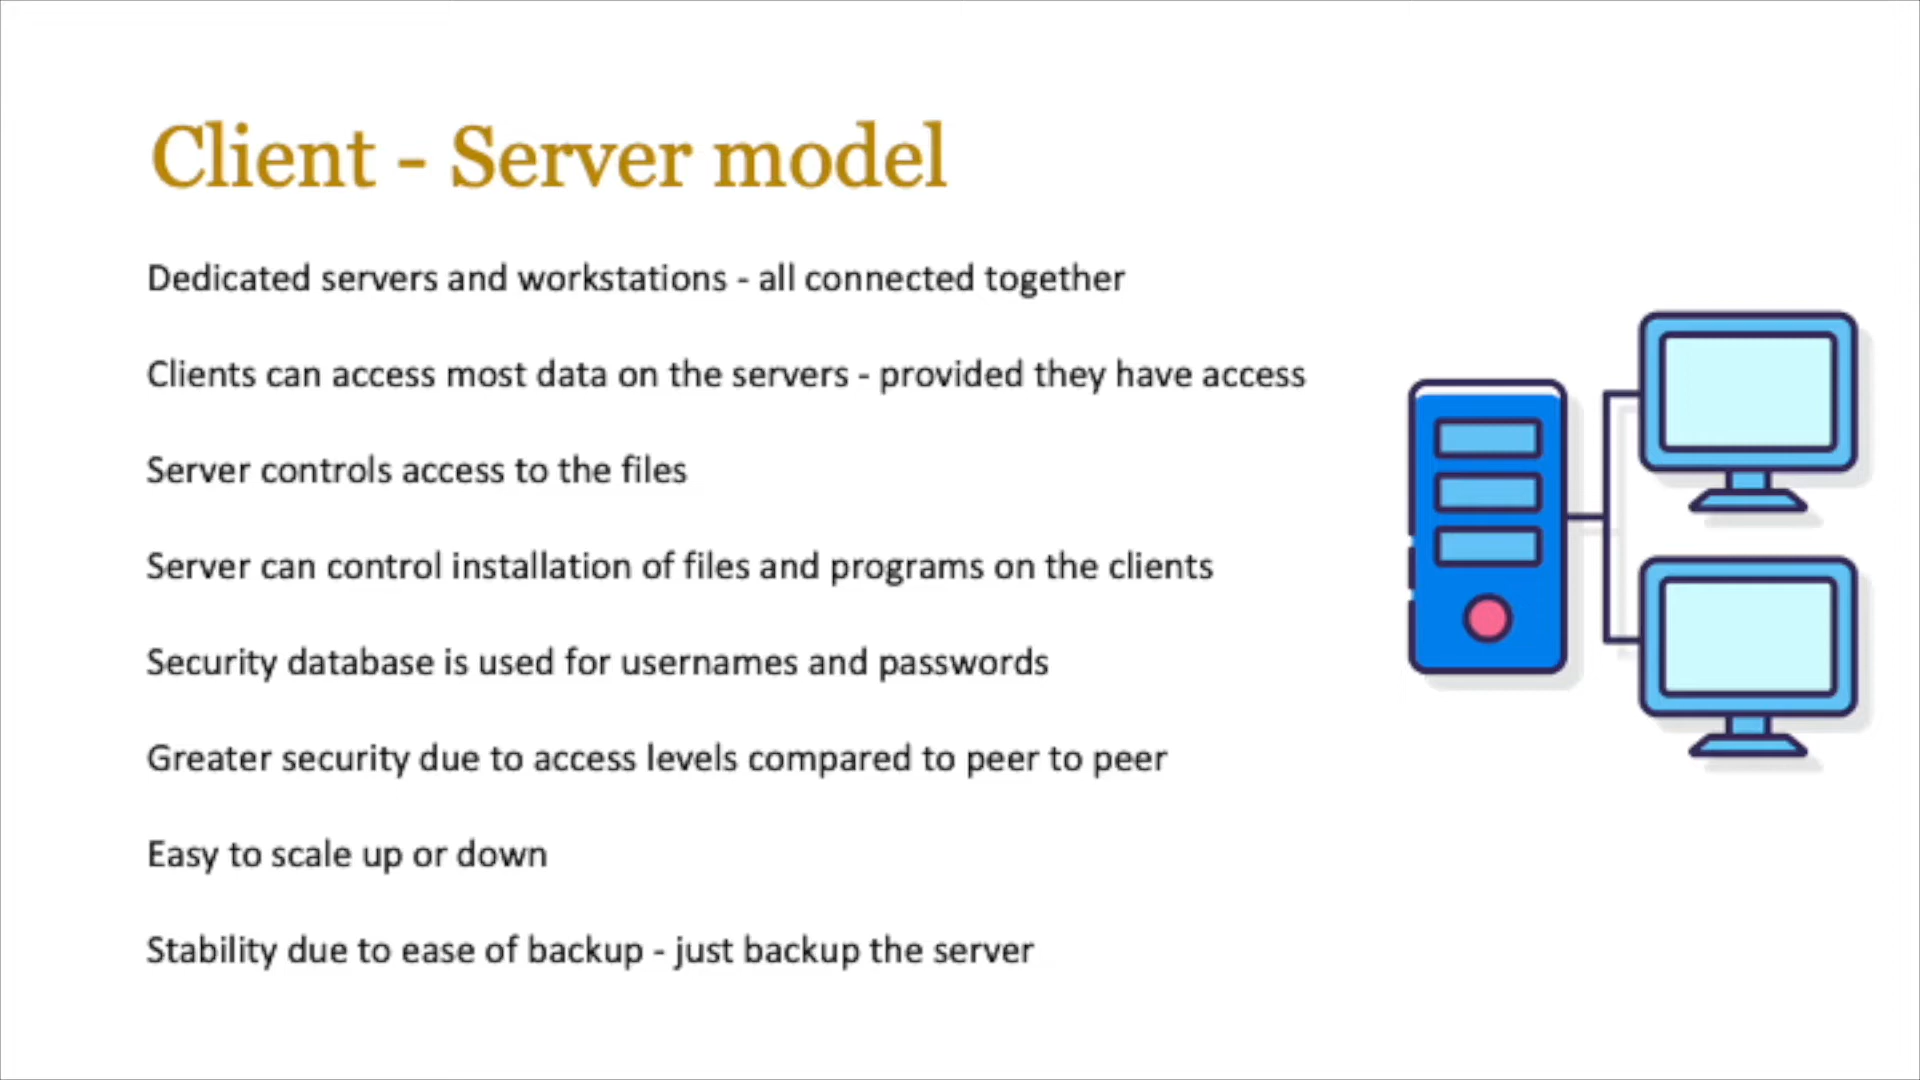 Client - Server model
Dedicated servers and workstations - all connected together
Clients can access most data on the servers - provided they have access
Server controls access to the files
Server can control installation of files and programs on the clients
Security database is used for usernames and passwords
Greater security due to access levels compared to peer to peer
Easy to scale up or down
Stability due to ease of backup - just backup the server